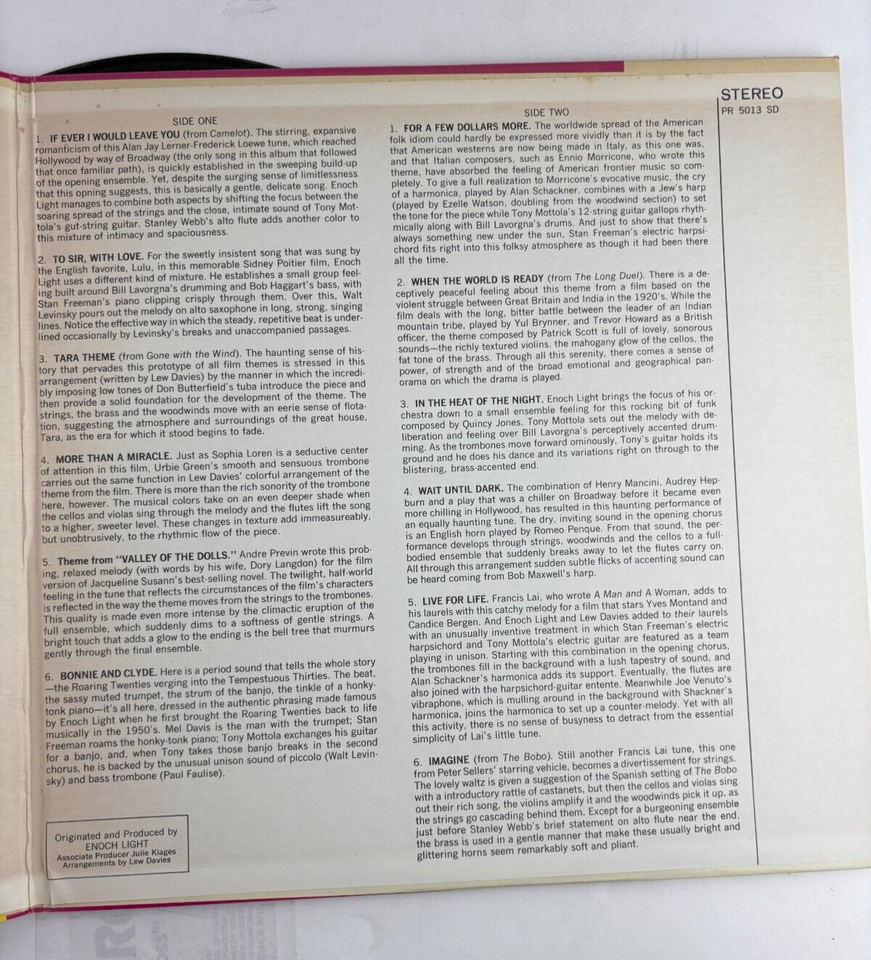 STEREO
PR 5013 SD
SIDE ONE
1. IF EVER I WOULD LEAVE YOU (from Camelot). The stirring, expansive
romanticism of this Alan Jay Lerner-Frederick Loewe tune, which reached
Hollywood by way of Broadway (the only song in this album that followed
that once familiar path), is quickly established in the sweeping build-up
of the opening ensemble. Yet, despite the surging sense of limitlessness
that this opning suggests, this is basically a gentle, delicate song. Enoch
Light manages to combine both aspects by shifting the focus between the
soaring spread of the strings and the close, intimate sound of Tony Mot-
tola's gut-string guitar. Stanley Webb's alto flute adds another color to
this mixture of intimacy and spaciousness.
2. TO SIR, WITH LOVE. For the sweetly insistent song that was sung by
the English favorite, Lulu, in this memorable Sidney Poitier film, Enoch
Light uses a different kind of mixture. He establishes a small group feel-
ing built around Bill Lavorgna's drumming and Bob Haggart's bass, with
Stan Freeman's piano clipping crisply through them. Over this, Walt
Levinsky pours out the melody on alto saxophone in long, strong, singing
lines. Notice the effective way in which the steady, repetitive beat is under-
lined occasionally by Levinsky's breaks and unaccompanied passages.
3. TARA THEME (from Gone with the Wind). The haunting sense of his-
tory that pervades this prototype of all film themes is stressed in this
arrangement (written by Lew Davies) by the manner in which the incredi-
bly imposing low tones of Don Butterfield's tuba introduce the piece and
then provide a solid foundation for the development of the theme. The
strings, the brass and the woodwinds move with an eerie sense of flota-
tion, suggesting the atmosphere and surroundings of the great house,
Tara, as the era for which it stood begins to fade.
4. MORE THAN A MIRACLE. Just as Sophia Loren is a seductive center
of attention in this film, Urbie Green's smooth and sensuous trombone
carries out the same function in Lew Davies' colorful arrangement of the
theme from the film. There is more than the rich sonority of the trombone
here, however. The musical colors take on an even deeper shade when
the cellos and violas sing through the melody and the flutes lift the song
to a higher, sweeter level. These changes in texture add immeasureably,
but unobtrusively, to the rhythmic flow of the piece.
5. Theme from "VALLEY OF THE DOLLS." Andre Previn wrote this prob-
ing, relaxed melody (with words by his wife, Dory Langdon) for the film
version of Jacqueline Susann's best-selling novel. The twilight, half-world
feeling in the tune that reflects the circumstances of the film's characters
is reflected in the way the theme moves from the strings to the trombones.
This quality is made even more intense by the climactic eruption of the
full ensemble, which suddenly dims to a softness of gentle strings. A
bright touch that adds a glow to the ending is the bell tree that murmurs
gently through the final ensemble.
6. BONNIE AND CLYDE. Here is a period sound that tells the whole story
—the Roaring Twenties verging into the Tempestuous Thirties. The beat,
the sassy muted trumpet, the strum of the banjo, the tinkle of a honky-
tonk piano—it's all here, dressed in the authentic phrasing made famous
by Enoch Light when he first brought the Roaring Twenties back to life
musically in the 1950's. Mel Davis is the man with the trumpet; Stan
Freeman roams the honky-tonk piano; Tony Mottola exchanges his guitar
for a banjo, and, when Tony takes those banjo breaks in the second
chorus, he is backed by the unusual unison sound of piccolo (Walt Levin-
sky) and bass trombone (Paul Faulise).
Originated and Produced by
ENOCH LIGHT
Associate Producer Julie Klages
Arrangements by Lew Davies
SIDE TWO
1. FOR A FEW DOLLARS MORE. The worldwide spread of the American
folk idiom could hardly be expressed more vividly than it is by the fact
that American westerns are now being made in Italy, as this one was,
and that Italian composers, such as Ennio Morricone, who wrote this
theme, have absorbed the feeling of American frontier music so com-
pletely. To give a full realization to Morricone's evocative music, the cry
of a harmonica, played by Alan Schackner, combines with a Jew's harp
(played by Ezelle Watson, doubling from the woodwind section) to set
the tone for the piece while Tony Mottola's 12-string guitar gallops rhyth-
mically along with Bill Lavorgna's drums. And just to show that there's
always something new under the sun, Stan Freeman's electric harpsi-
chord fits right into this folksy atmosphere as though it had been there
all the time.
2. WHEN THE WORLD IS READY (from The Long Duel). There is a de-
ceptively peaceful feeling about this theme from a film based on the
violent struggle between Great Britain and India in the 1920's. While the
film deals with the long, bitter battle between the leader of an Indian
mountain tribe, played by Yul Brynner, and Trevor Howard as a British
officer, the theme composed by Patrick Scott is full of lovely, sonorous
sounds—the richly textured violins, the mahogany glow of the cellos, the
fat tone of the brass. Through all this serenity, there comes a sense of
power, of strength and of the broad emotional and geographical pan-
orama on which the drama is played.
3. IN THE HEAT OF THE NIGHT. Enoch Light brings the focus of his or-
chestra down to a small ensemble feeling for this rocking bit of funk
composed by Quincy Jones. Tony Mottola sets out the melody with de-
liberation and feeling over Bill Lavorgna's perceptively accented drum-
ming. As the trombones move forward ominously, Tony's guitar holds its
ground and he does his dance and its variations right on through to the
blistering, brass-accented end.
4. WAIT UNTIL DARK. The combination of Henry Mancini, Audrey Hep-
burn and a play that was a chiller on Broadway before it became even
more chilling in Hollywood, has resulted in this haunting performance of
an equally haunting tune. The dry, inviting sound in the opening chorus
is an English horn played by Romeo Penque. From that sound, the per-
formance develops through strings, woodwinds and the cellos to a full-
bodied ensemble that suddenly breaks away to let the flutes carry on.
All through this arrangement sudden subtle flicks of accenting sound can
be heard coming from Bob Maxwell's harp.
5. LIVE FOR LIFE. Francis Lai, who wrote A Man and A Woman, adds to
his laurels with this catchy melody for a film that stars Yves Montand and
Candice Bergen. And Enoch Light and Lew Davies added to their laurels
with an unusually inventive treatment in which Stan Freeman's electric
harpsichord and Tony Mottola's electric guitar are featured as a team
playing in unison. Starting with this combination in the opening chorus,
the trombones fill in the background with a lush tapestry of sound, and
Alan Schackner's harmonica adds its support. Eventually, the flutes are
also joined with the harpsichord-guitar entente. Meanwhile Joe Venuto's
vibraphone, which is mulling around in the background with Shackner's
harmonica, joins the harmonica to set up a counter-melody. Yet with all
this activity, there is no sense of busyness to detract from the essential
simplicity of Lai's little tune.
6. IMAGINE (from The Bobo). Still another Francis Lai tune, this one
from Peter Sellers' starring vehicle, becomes a divertissement for strings.
The lovely waltz is given a suggestion of the Spanish setting of The Bobo
with a introductory rattle of castanets, but then the cellos and violas sing
out their rich song, the violins amplify it and the woodwinds pick it up, as
the strings go cascading behind them. Except for a burgeoning ensemble
just before Stanley Webb's brief statement on alto flute near the end,
the brass is used in a gentle manner that make these usually bright and
glittering horns seem remarkably soft and pliant.